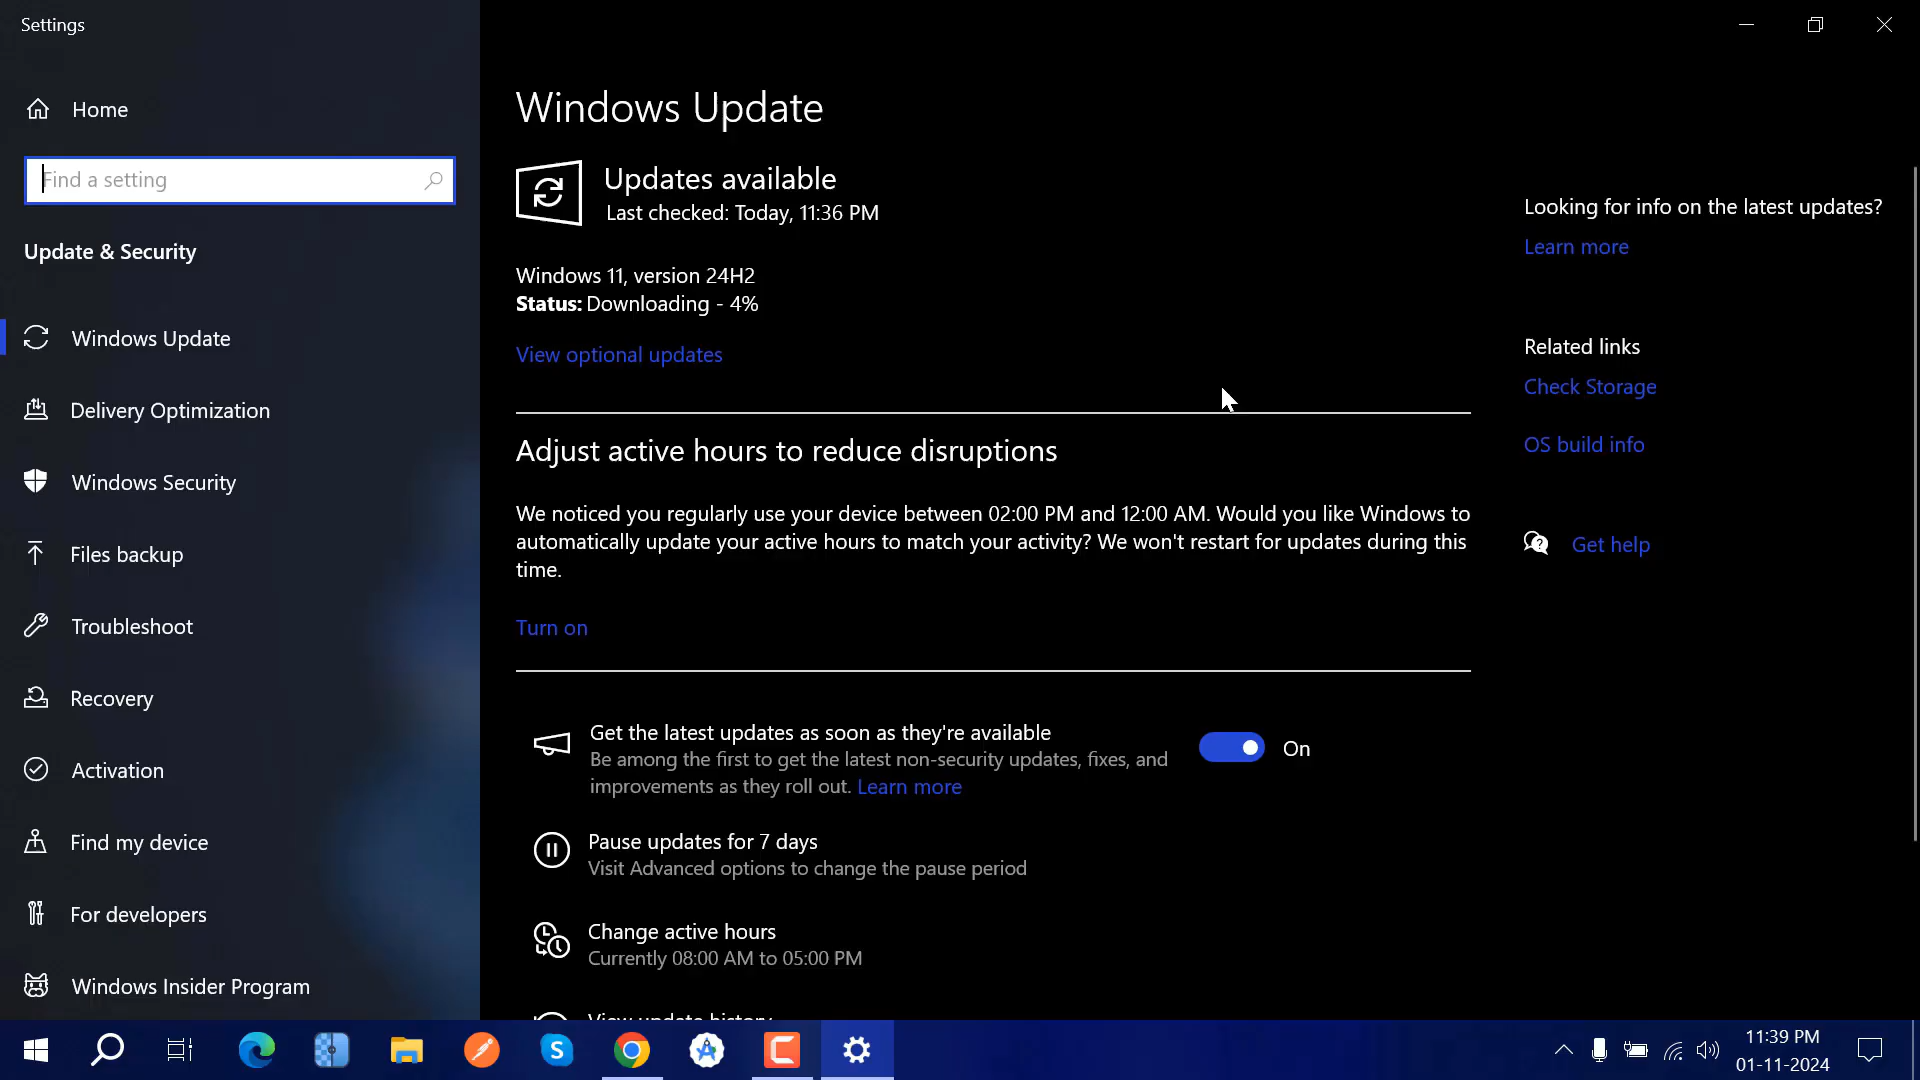 Settings
Home
Find a setting
Update & Security
Windows Update
Delivery Optimization
Windows Security
Files backup
Troubleshoot
Recovery
Activation
Find my device
For developers
Windows Insider Program
Windows Update
Updates available
Last checked: Today, 11:36 PM
Windows 11, version 24H2
Status: Downloading - 4%
View optional updates
Adjust active hours to reduce disruptions
We noticed you regularly use your device between 02:00 PM and 12:00 AM. Would you like Windows to
automatically update your active hours to match your activity? We won't restart for updates during this
time.
Turn on
Get the latest updates as soon as they're available
Be among the first to get the latest non-security updates, fixes, and
improvements as they roll out. Learn more
On
Pause updates for 7 days
Visit Advanced options to change the pause period
Change active hours
Currently 08:00 AM to 05:00 PM
View update history
Looking for info on the latest updates?
Learn more
Related links
Check Storage
OS build info
Get help
11:39 PM
01-11-2024